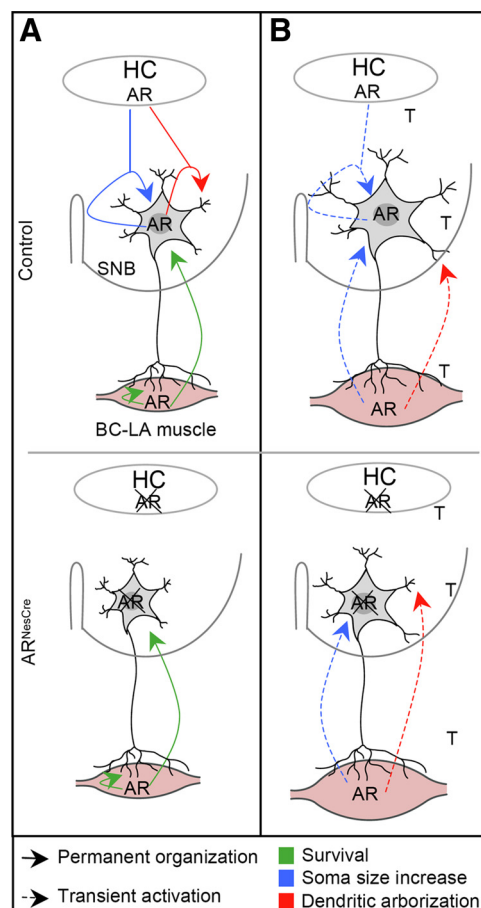 A
B
HC
AR
HC
AR
T
Control
AR
SNB
AR
T
T
AR
BC-LA muscle
AR
HC
AR
HC
AR
T
AR^NesCre
AR
AR
T
T
AR
AR
Permanent organization
Transient activation
Survival
Soma size increase
Dendritic arborization